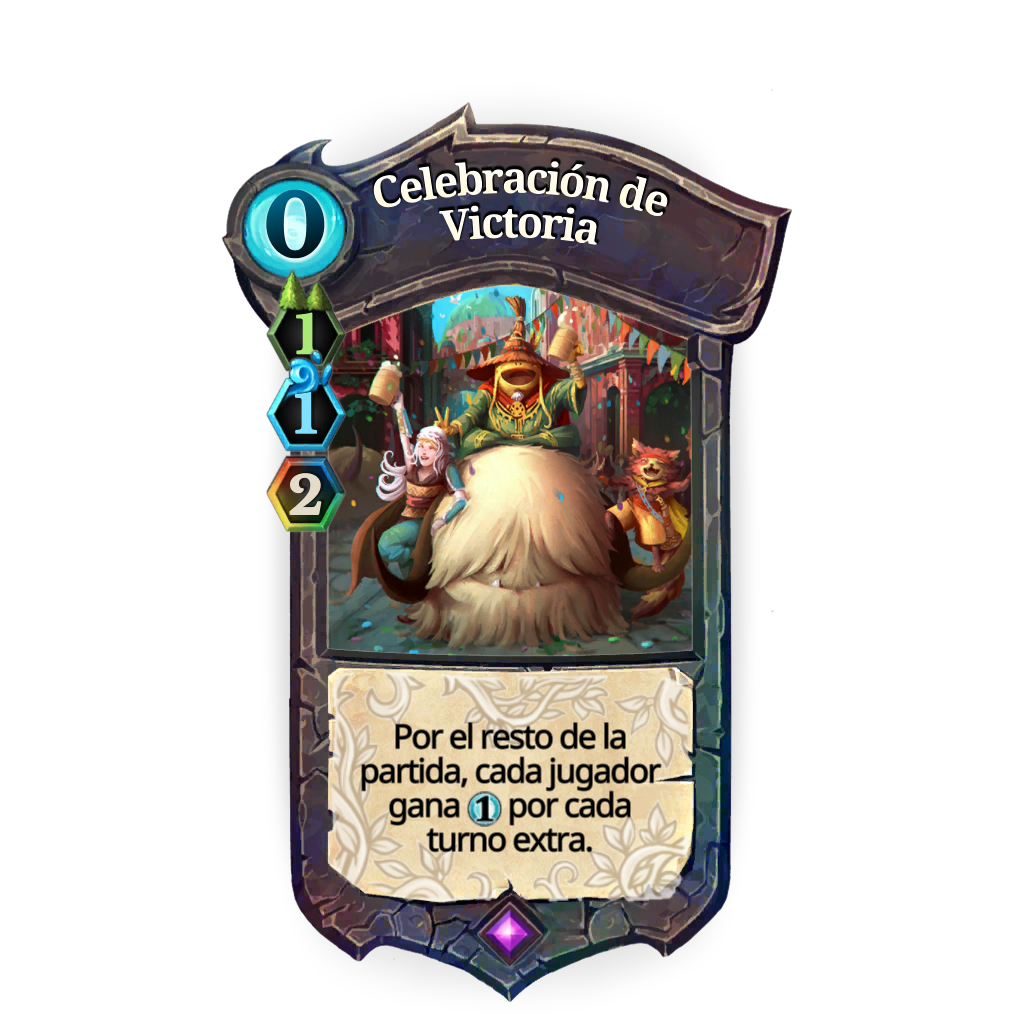 Celebración de
Victoria
0
1
1
2
Por el resto de la
partida, cada jugador
gana 1 por cada
turno extra.